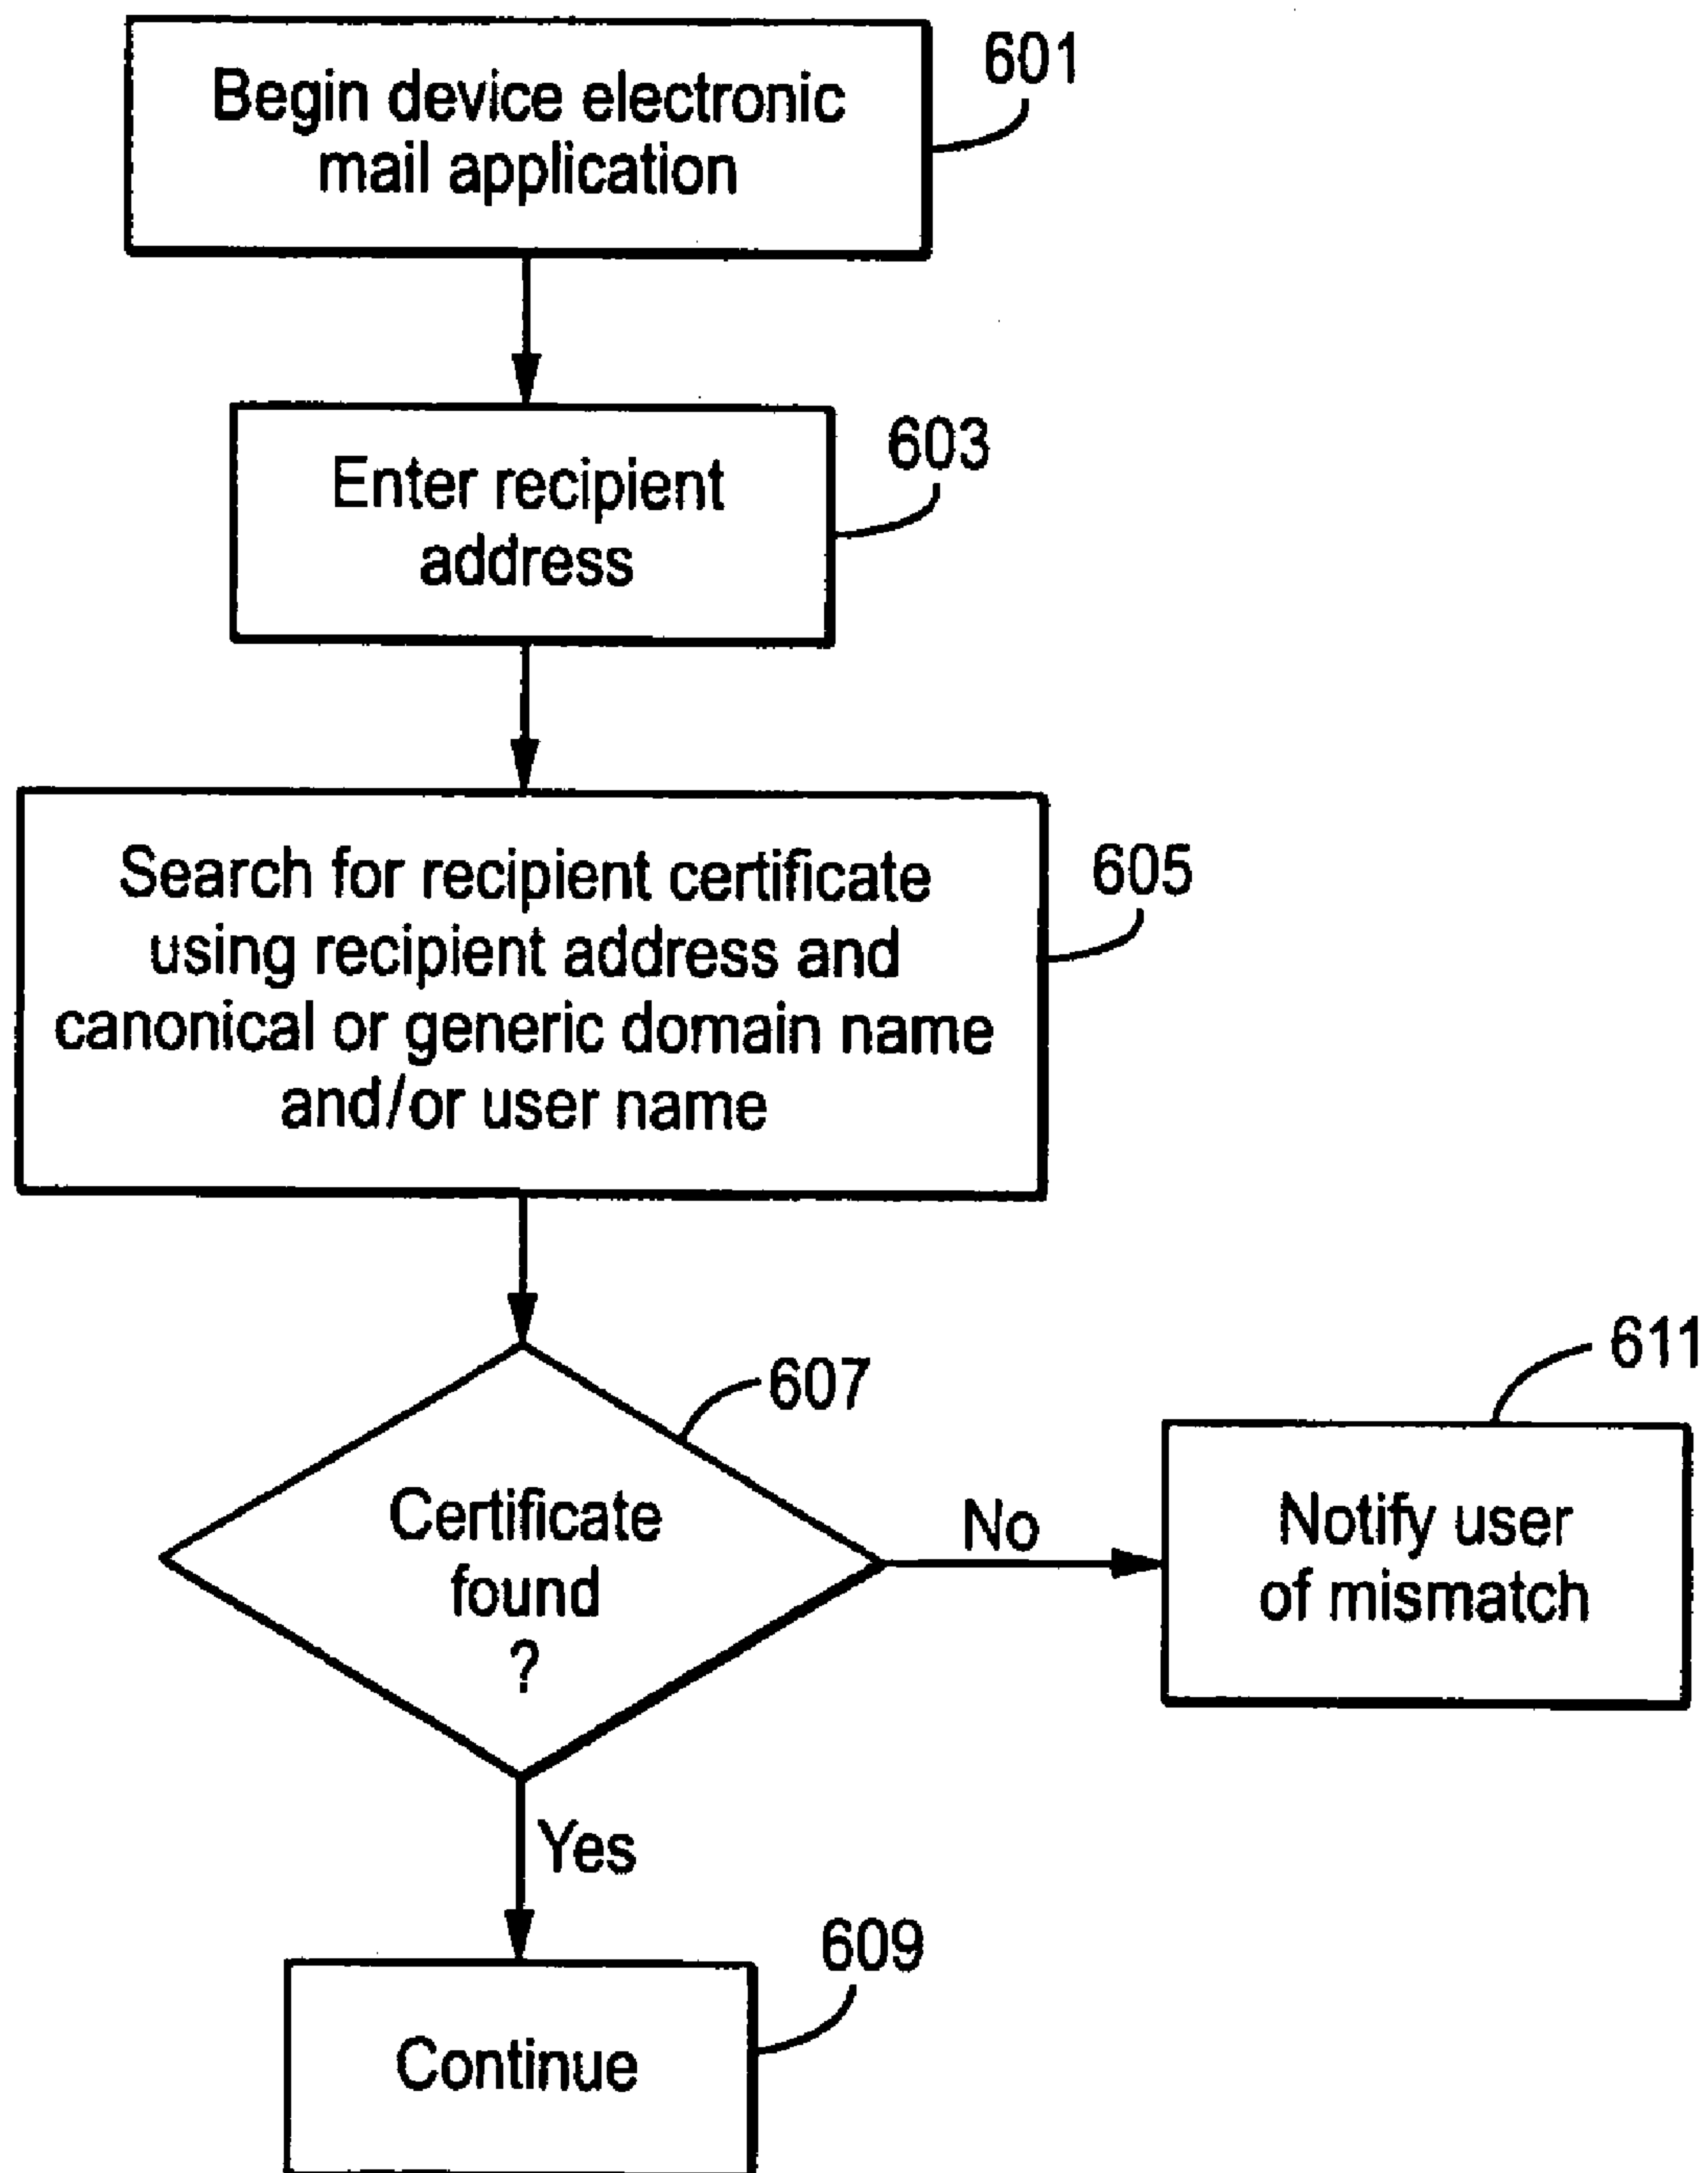 Begin device electronic
mail application
601
Enter recipient
address
603
Search for recipient certificate
using recipient address and
canonical or generic domain name
and/or user name
605
Certificate
found
?
607
No
Notify user
of mismatch
611
Yes
Continue
609